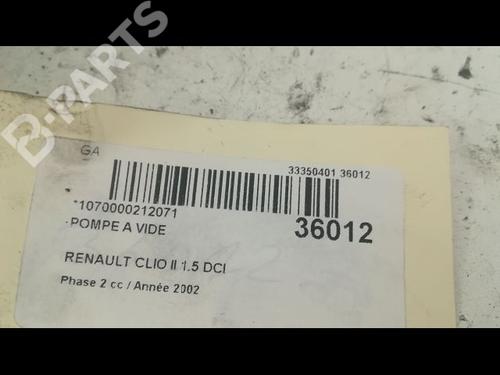 B-PARTS
GA
33350401 36012
*1070000212071
-POMPE A VIDE
36012
RENAULT CLIO II 1.5 DCI
Phase 2 cc / Année 2002